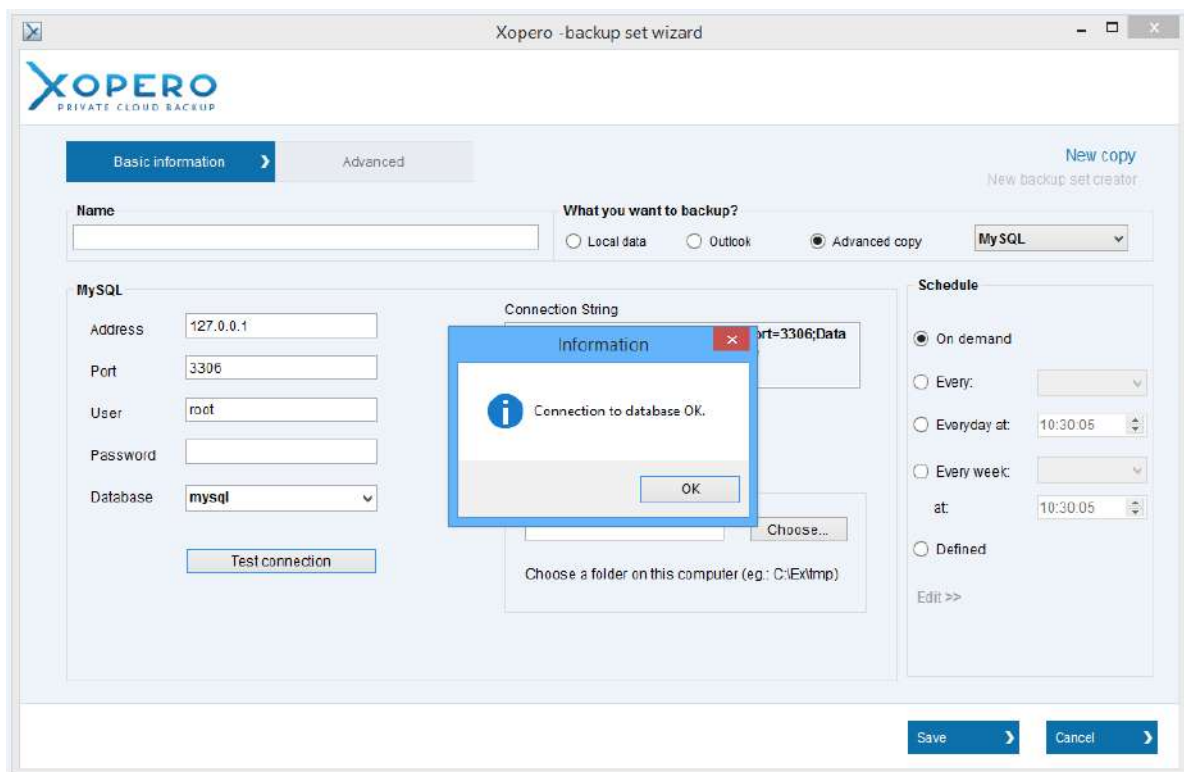 Xopero -backup set wizard
XOPERO
PRIVATE CLOUD BACKUP
Basic information
Advanced
New copy
New backup set creator
Name
What you want to backup?
Local data
Outlook
Advanced copy
MySQL
MySQL
Address
127.0.0.1
Port
3306
User
root
Password
Database
mysql
Test connection
Connection String
ort=3306;Data
Information
Connection to database OK.
OK
Choose...
Choose a folder on this computer (eg.: C:\Ex\tmp)
Schedule
On demand
Every:
Everyday at: 10:30:05
Every week:
at: 10:30:05
Defined
Edit >>
Save
Cancel